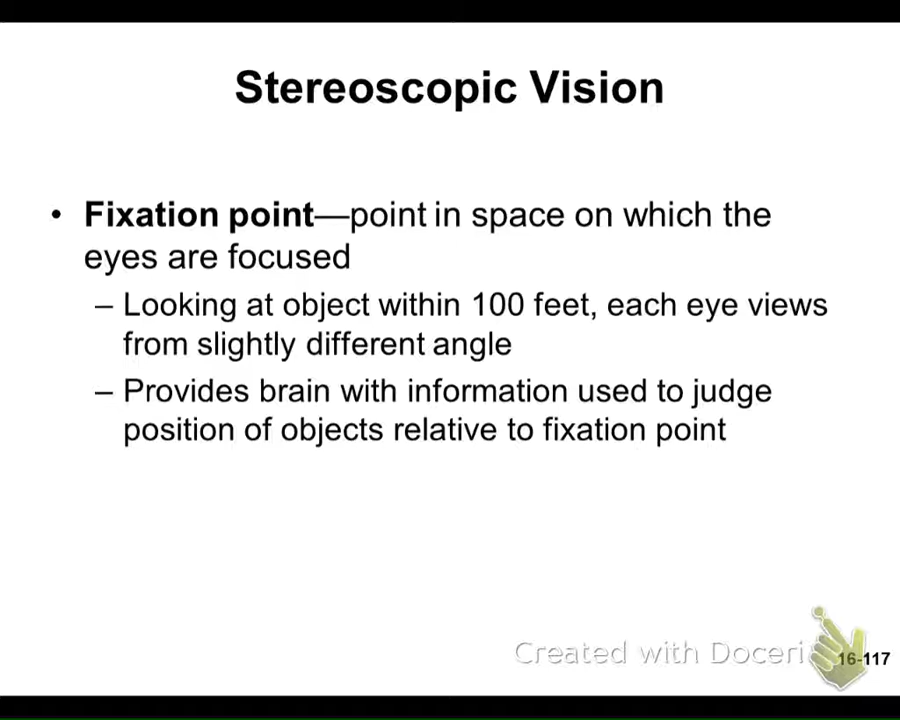 Stereoscopic Vision
• Fixation point—point in space on which the
eyes are focused
– Looking at object within 100 feet, each eye views
from slightly different angle
– Provides brain with information used to judge
position of objects relative to fixation point
Created with Doceri
16-117